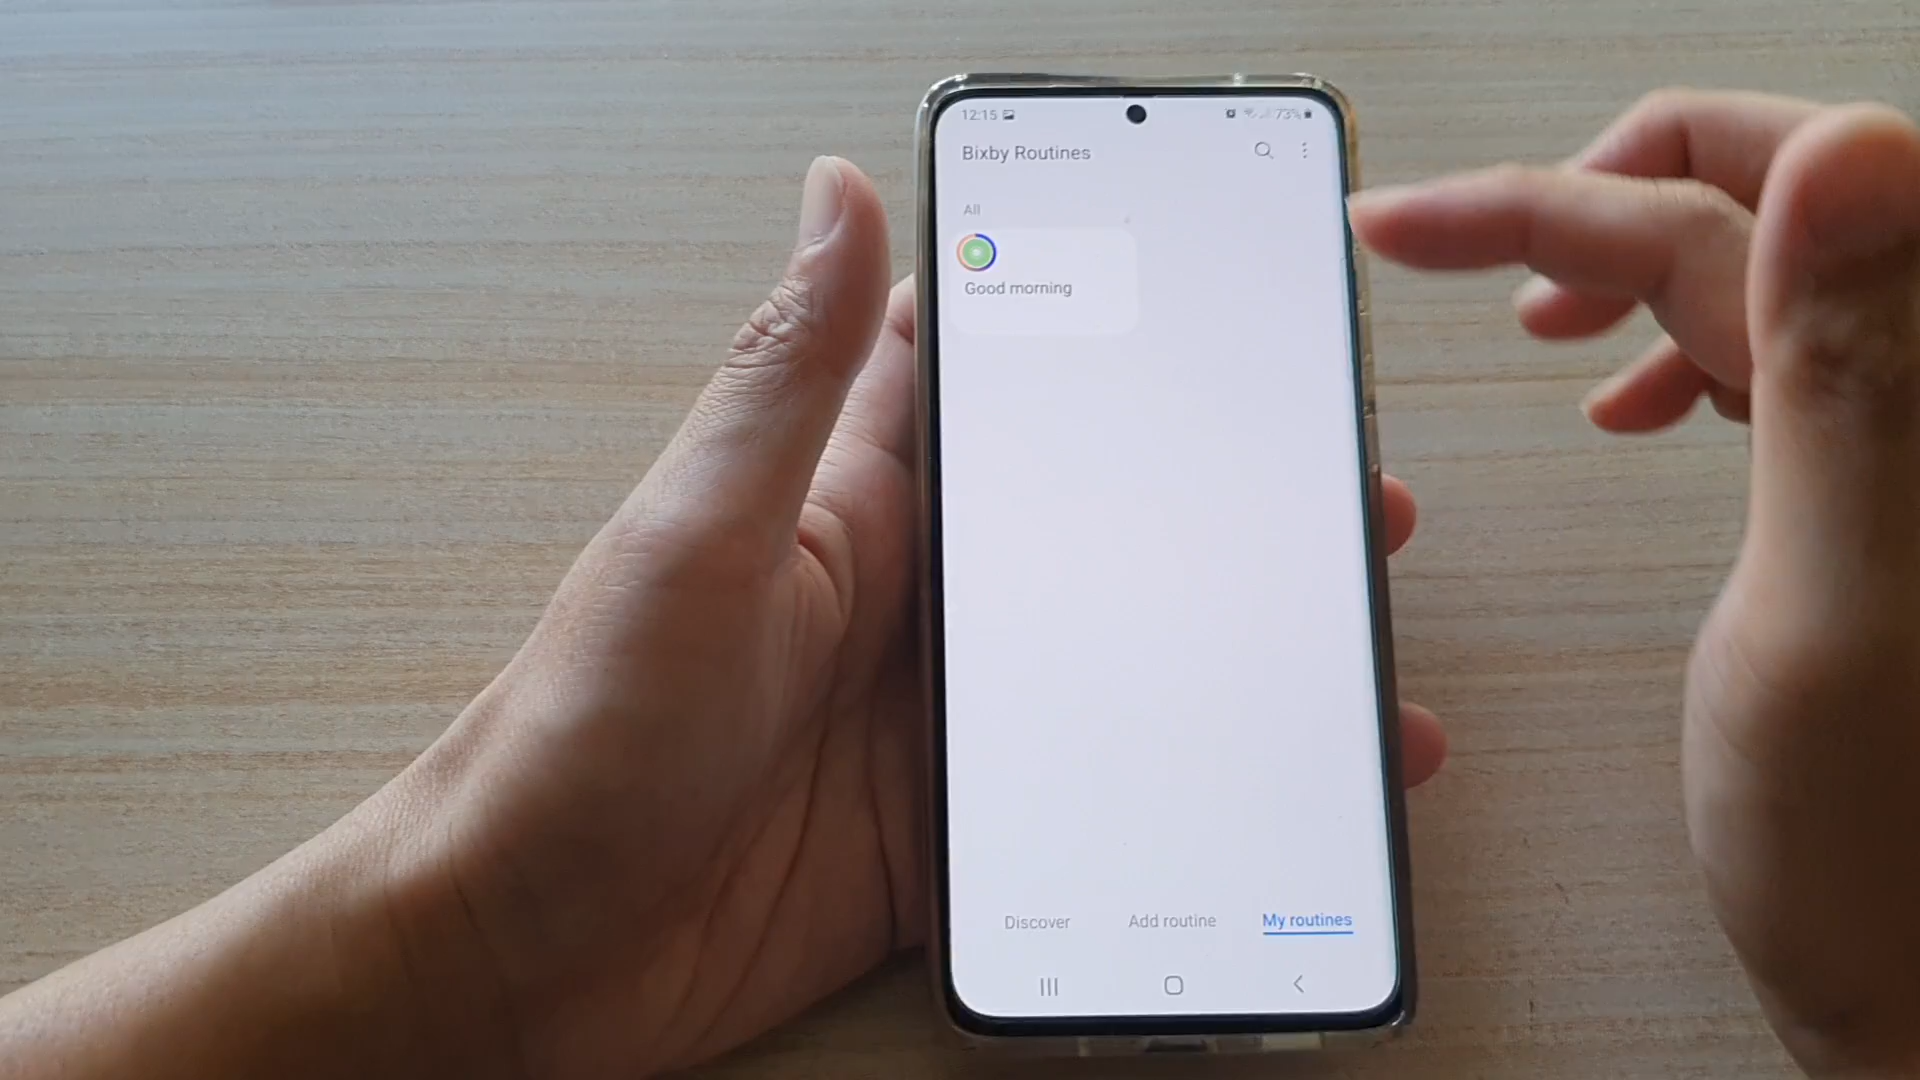 12:15
73%
Bixby Routines
All
Good morning
Discover
Add routine
My routines